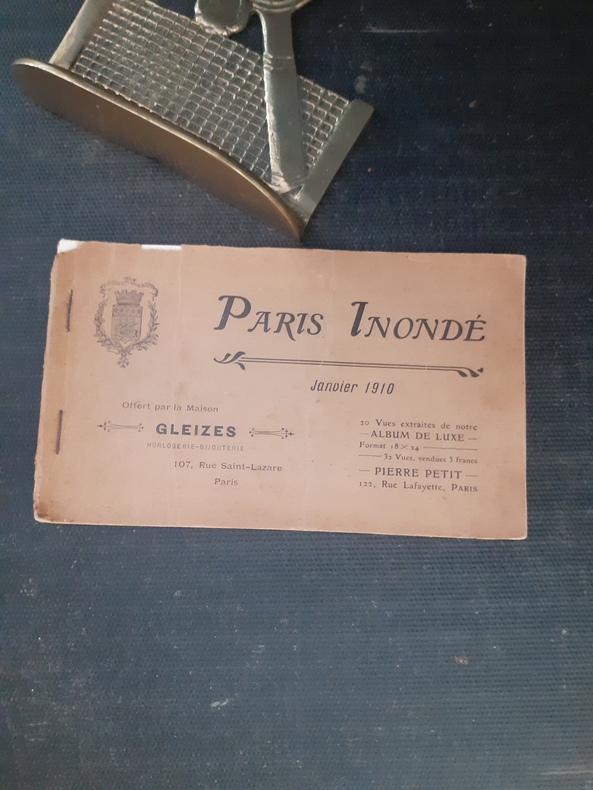 PARIS INONDÉ
Janvier 1910
Offert par la Maison
GLEIZES
HORLOGERIE-BIJOUTERIE
107, Rue Saint-Lazare
Paris
20 Vues extraites de notre
— ALBUM DE LUXE —
Format 18 × 24
32 Vues, vendues 3 francs
— PIERRE PETIT —
122, Rue Lafayette, PARIS